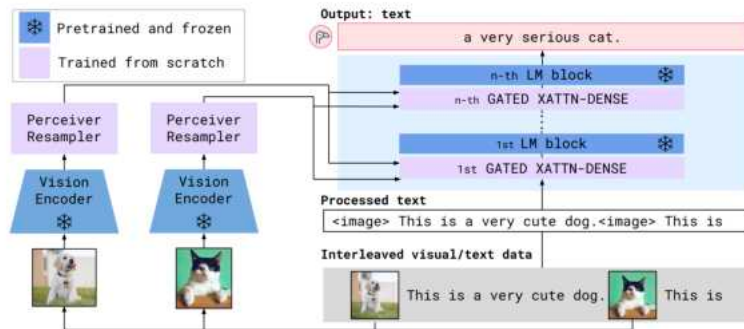 Output: text
Pretrained and frozen
Trained from scratch
a very serious cat.
n-th LM block
n-th GATED XATTN-DENSE
Perceiver
Resampler
Perceiver
Resampler
1st LM block
1st GATED XATTN-DENSE
Vision
Encoder
Vision
Encoder
Processed text
<image> This is a very cute dog.<image> This is
Interleaved visual/text data
This is a very cute dog.
This is